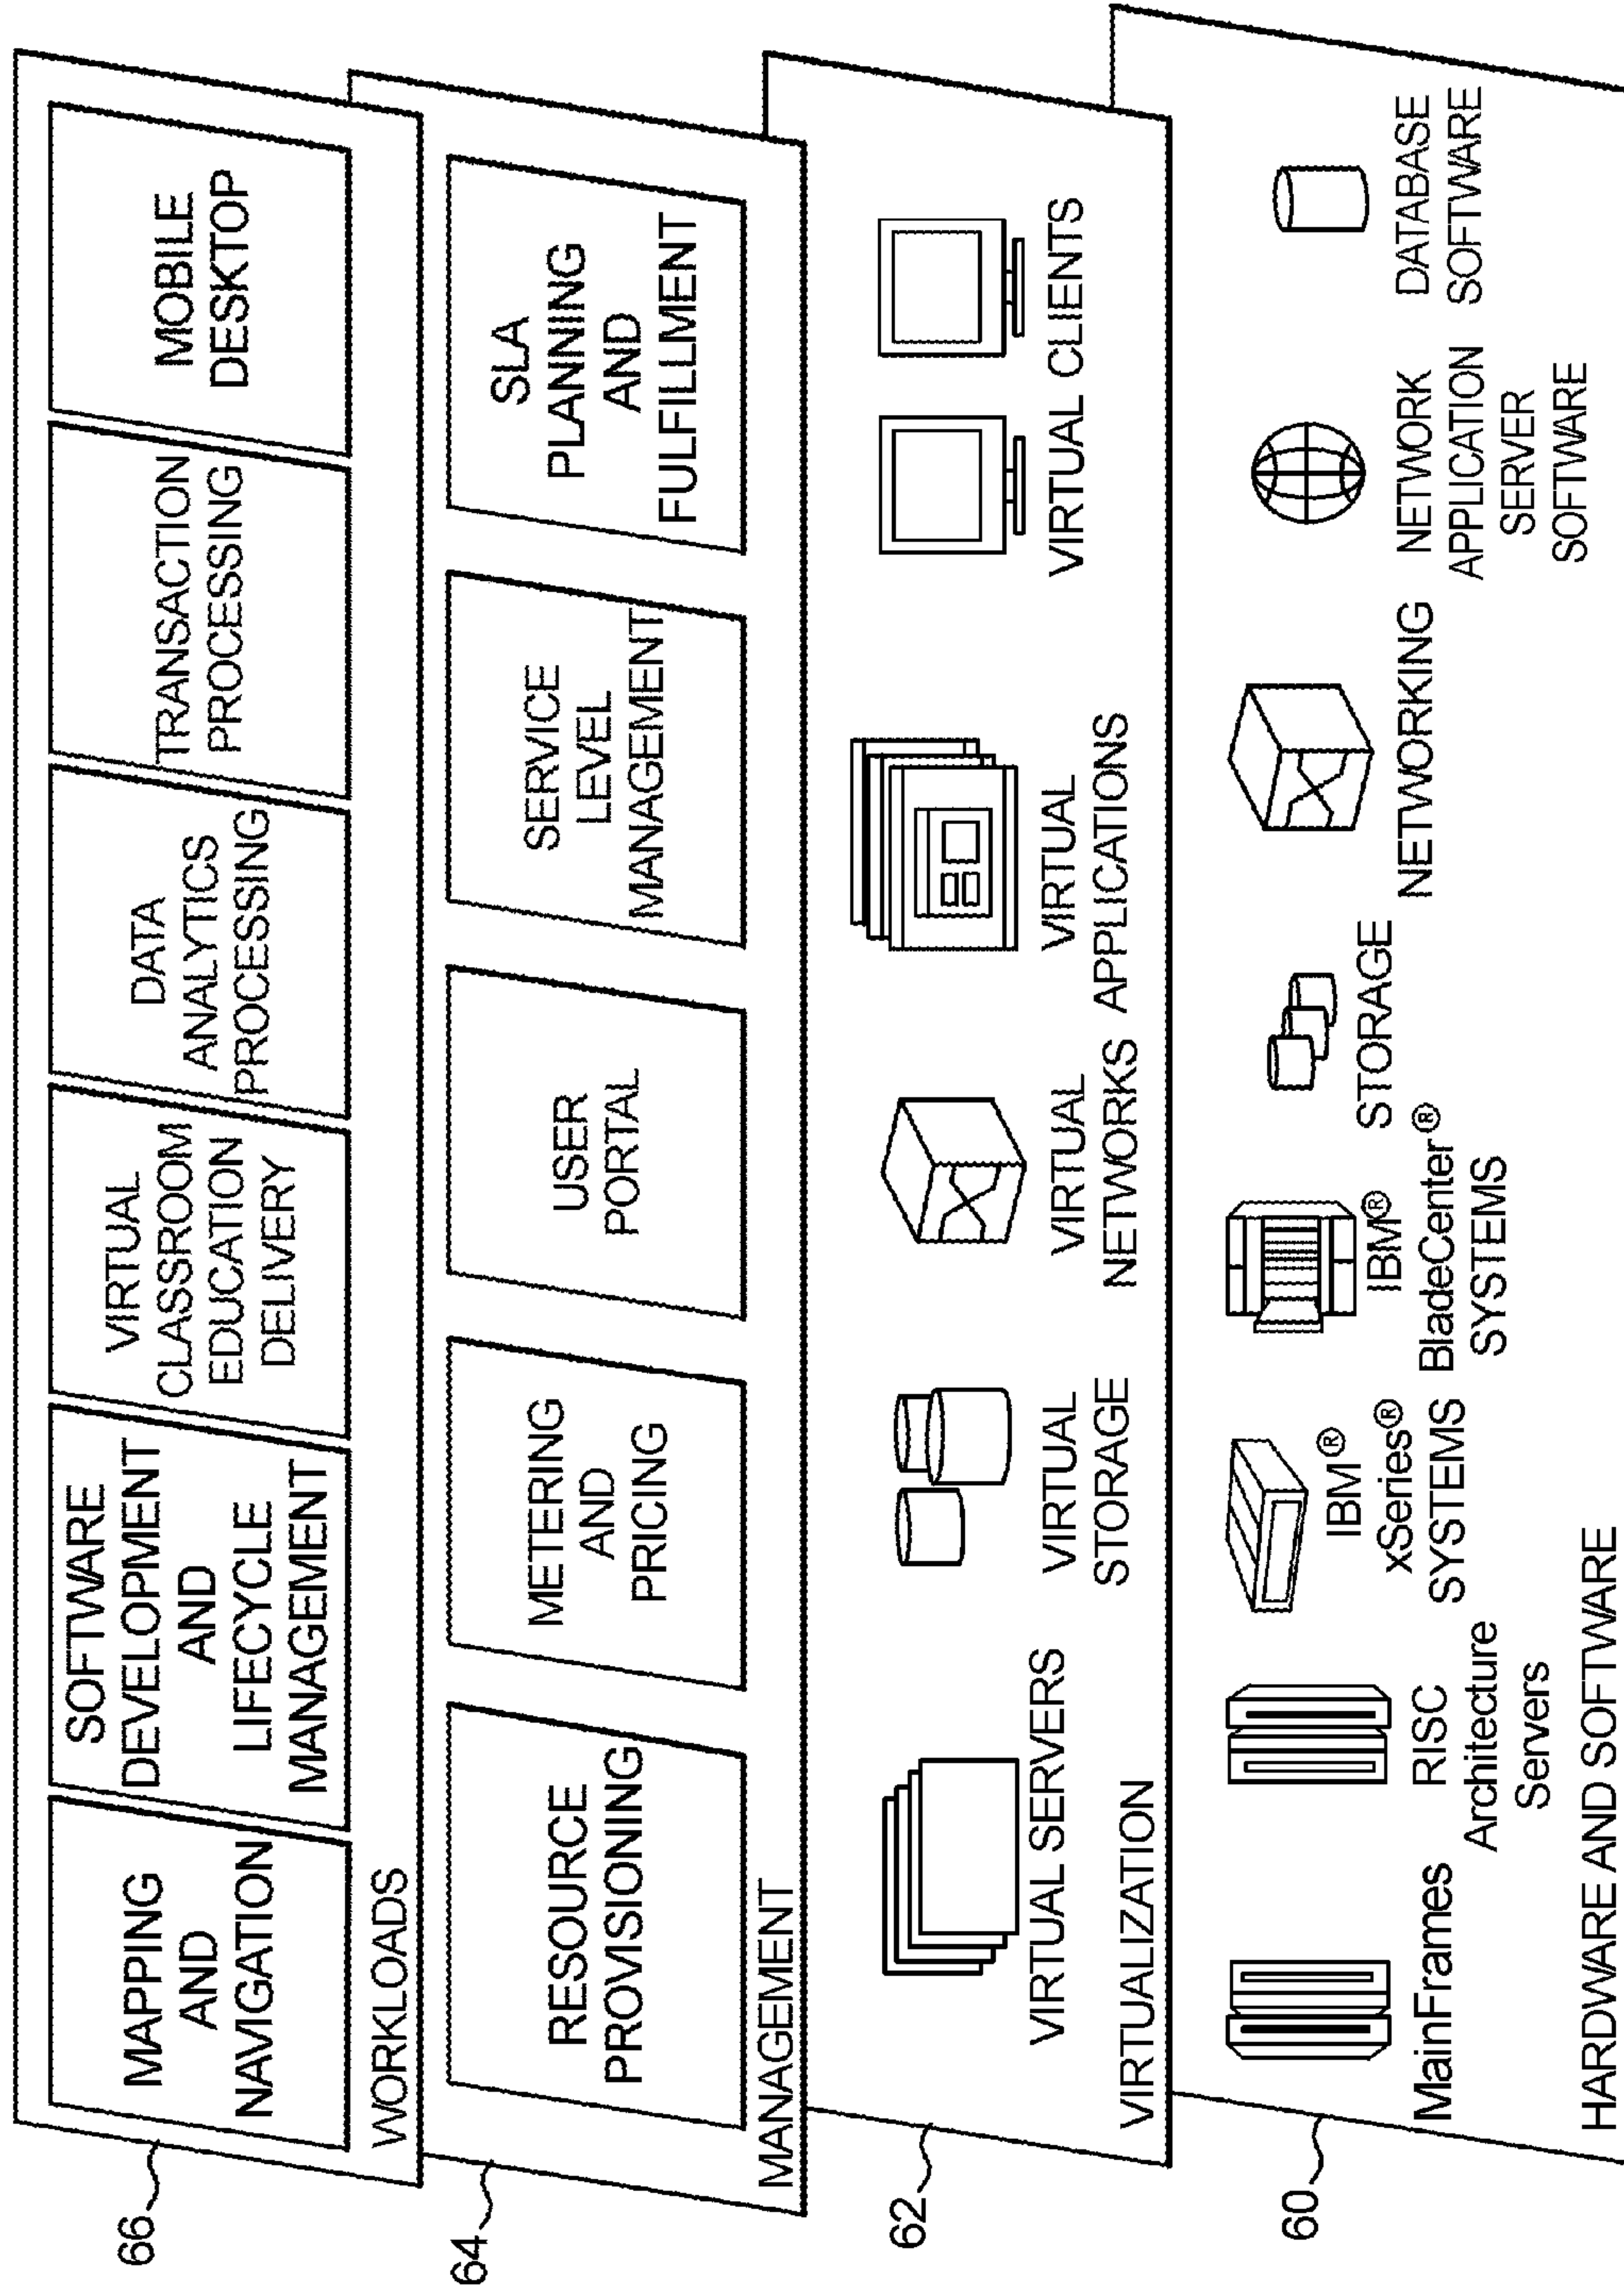 66
MAPPING
AND
NAVIGATION
SOFTWARE
DEVELOPMENT
AND
LIFECYCLE
MANAGEMENT
VIRTUAL
CLASSROOM
EDUCATION
DELIVERY
DATA
ANALYTICS
PROCESSING
TRANSACTION
PROCESSING
MOBILE
DESKTOP
WORKLOADS
64
RESOURCE
PROVISIONING
METERING
AND
PRICING
USER
PORTAL
SERVICE
LEVEL
MANAGEMENT
SLA
PLANNING
AND
FULFILLMENT
MANAGEMENT
62
VIRTUAL SERVERS
VIRTUAL
STORAGE
VIRTUAL
NETWORKS
VIRTUAL
APPLICATIONS
VIRTUAL CLIENTS
VIRTUALIZATION
60
MainFrames
RISC
Architecture
Servers
IBM®
xSeries®
SYSTEMS
IBM®
BladeCenter®
SYSTEMS
STORAGE
NETWORKING
NETWORK
APPLICATION
SERVER
SOFTWARE
DATABASE
SOFTWARE
HARDWARE AND SOFTWARE